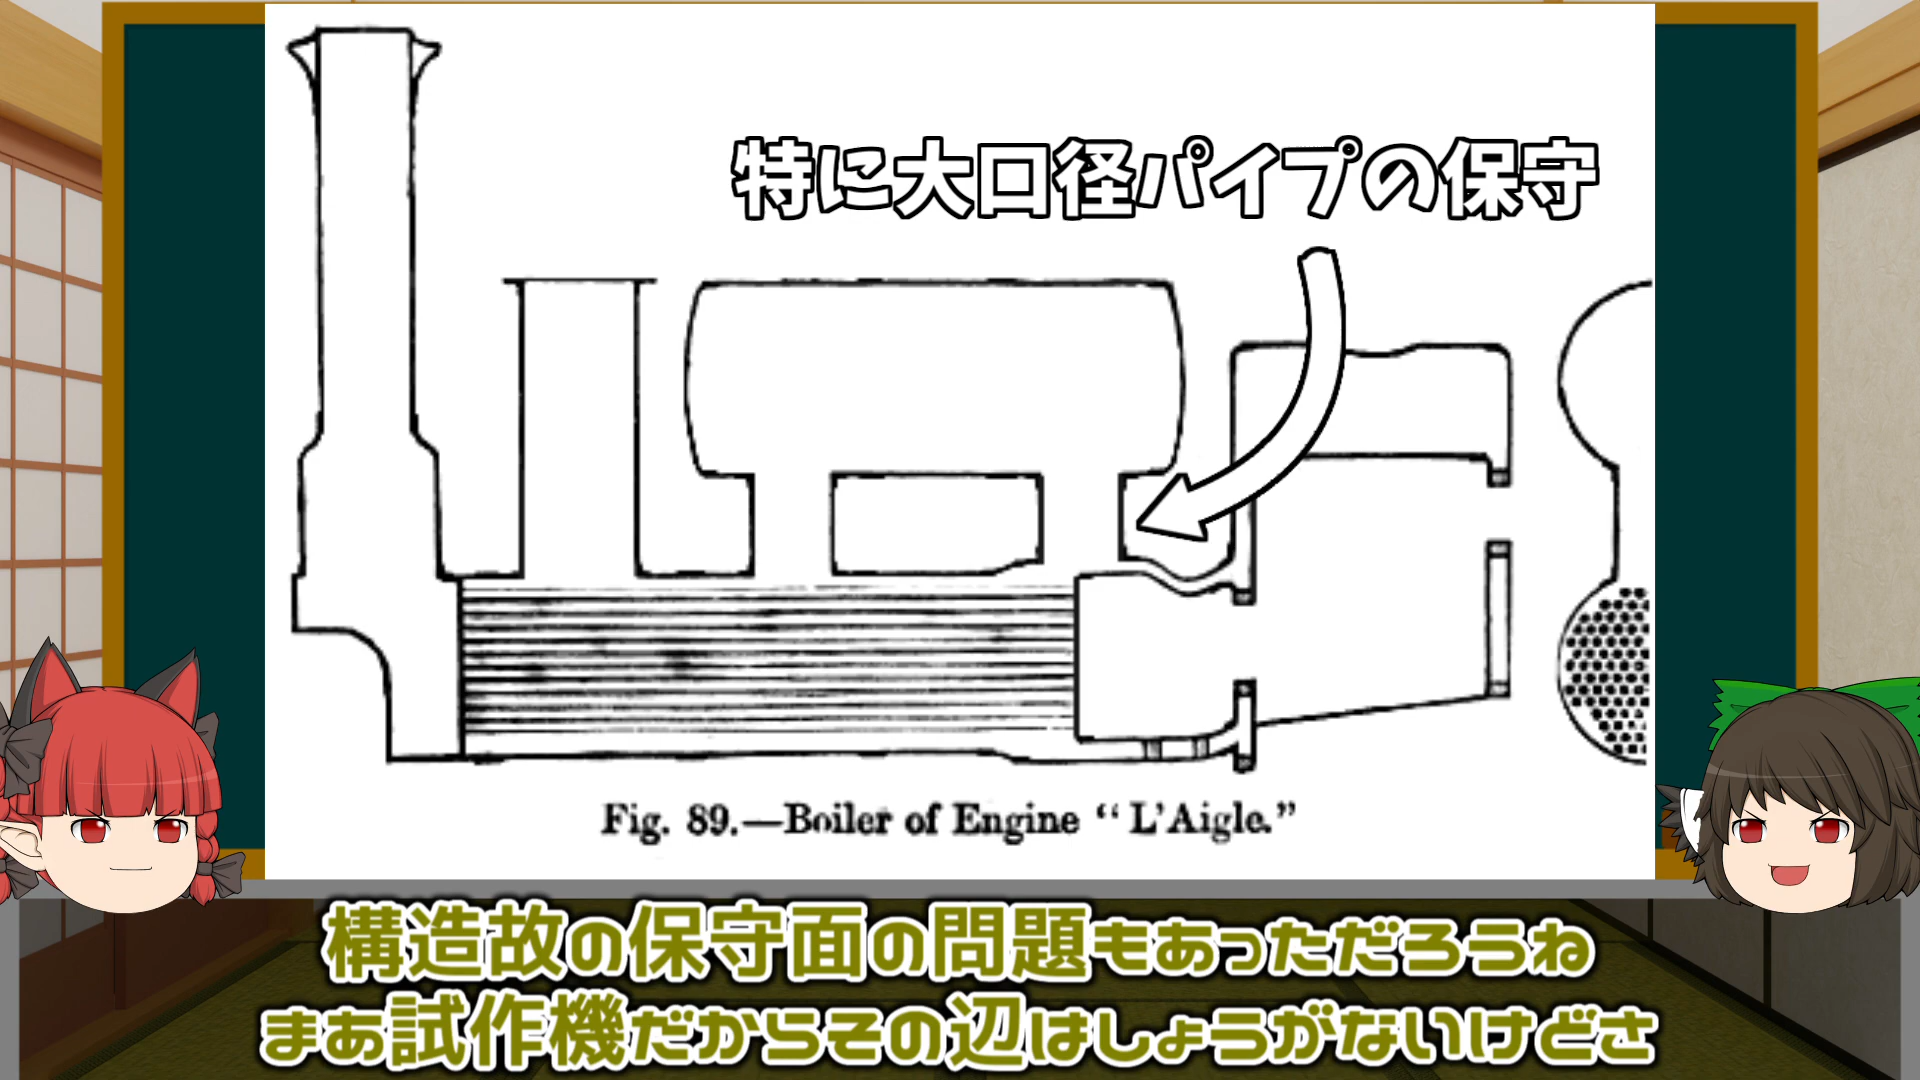 特に大口径パイプの保守
Fig. 89.—Boiler of Engine “ L’Aigle.”
構造故の保守面の問題もあっただろうね
まあ試作機だからその辺はしょうがないけどさ